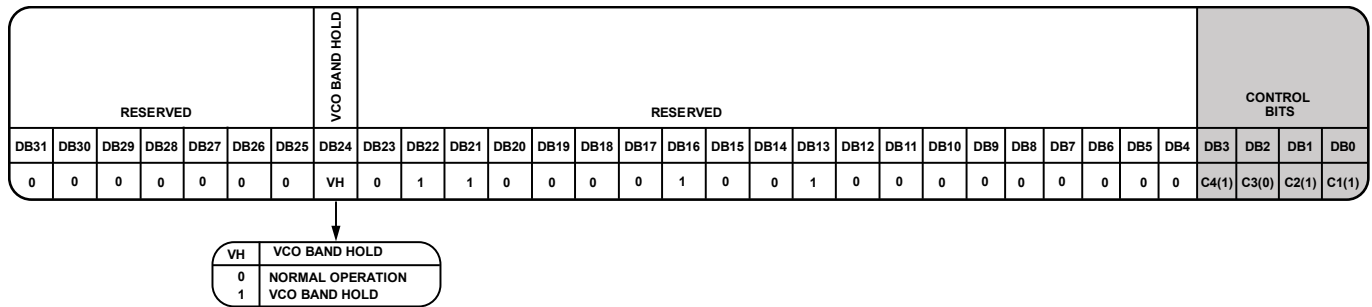 RESERVED
VCO BAND HOLD
RESERVED
CONTROL
BITS
DB31 DB30 DB29 DB28 DB27 DB26 DB25 DB24 DB23 DB22 DB21 DB20 DB19 DB18 DB17 DB16 DB15 DB14 DB13 DB12 DB11 DB10 DB9 DB8 DB7 DB6 DB5 DB4 DB3 DB2 DB1 DB0
0 0 0 0 0 0 0 VH 0 1 1 0 0 0 0 1 0 0 1 0 0 0 0 0 0 0 0 0 C4(1) C3(0) C2(1) C1(1)
VH VCO BAND HOLD
0 NORMAL OPERATION
1 VCO BAND HOLD